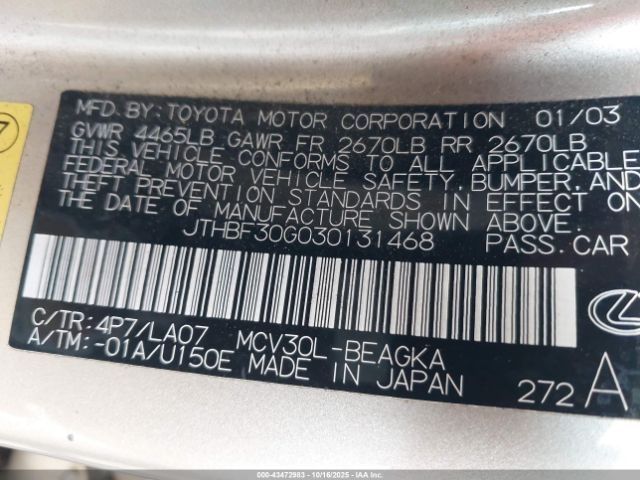 MFD. BY: TOYOTA MOTOR CORPORATION 01/03
GVWR 4465LB GAWR FR 2670LB RR 2670LB
THIS VEHICLE CONFORMS TO ALL APPLICABLE
FEDERAL MOTOR VEHICLE SAFETY, BUMPER, AND
THEFT PREVENTION STANDARDS IN EFFECT ON
THE DATE OF MANUFACTURE SHOWN ABOVE.
JTHBF30G030131468 PASS. CAR
C/TR: 4P7/LA07 MCV30L-BEAGKA
A/TM: -01A/U150E MADE IN JAPAN
272 A
7
000-43472983 | 10/16/2025 | IAA Inc.